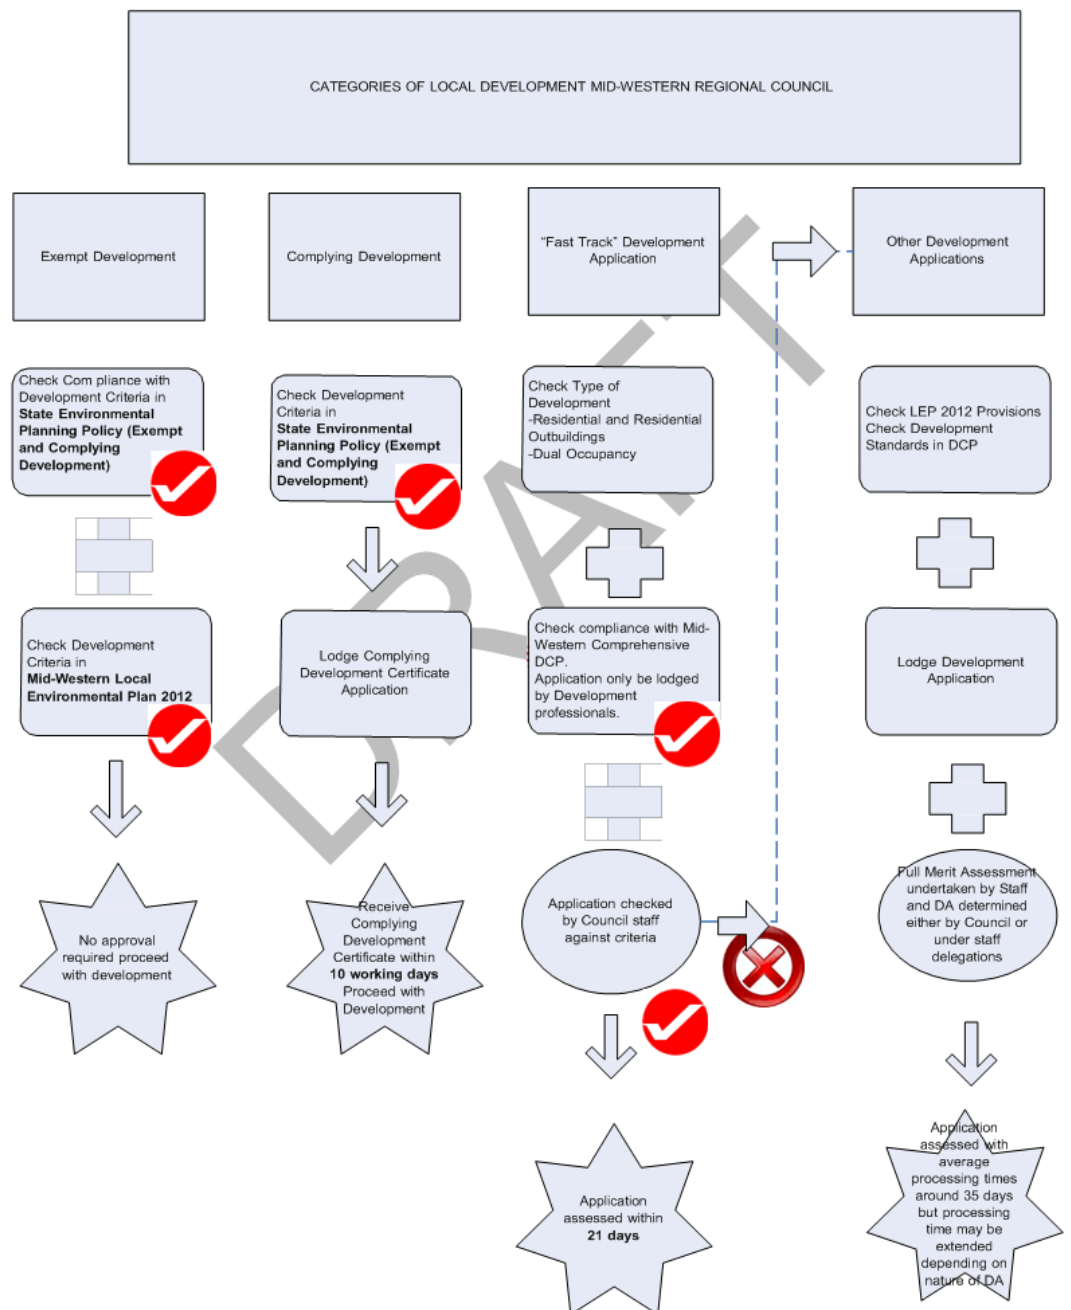 CATEGORIES OF LOCAL DEVELOPMENT MID-WESTERN REGIONAL COUNCIL
Exempt Development
Complying Development
“Fast Track” Development
Application
Other Development
Applications
Check Com pliance with
Development Criteria in
State Environmental
Planning Policy (Exempt
and Complying
Development)
Check Development
Criteria in
State Environmental
Planning Policy (Exempt
and Complying
Development)
Check Type of
Development
-Residential and Residential
Outbuildings
-Dual Occupancy
Check LEP 2012 Provisions
Check Development
Standards in DCP
Check Development
Criteria in
Mid-Western Local
Environmental Plan 2012
Lodge Complying
Development Certificate
Application
Check compliance with Mid-
Western Comprehensive
DCP.
Application only be lodged
by Development
professionals.
Lodge Development
Application
No approval
required proceed
with development
Receive
Complying
Development
Certificate within
10 working days
Proceed with
Development
Application checked
by Council staff
against criteria
Full Merit Assessment
undertaken by Staff
and DA determined
either by Council or
under staff
delegations
Application
assessed within
21 days
Application
assessed with
average
processing times
around 35 days
but processing
time may be
extended
depending on
nature of DA
DRAFT